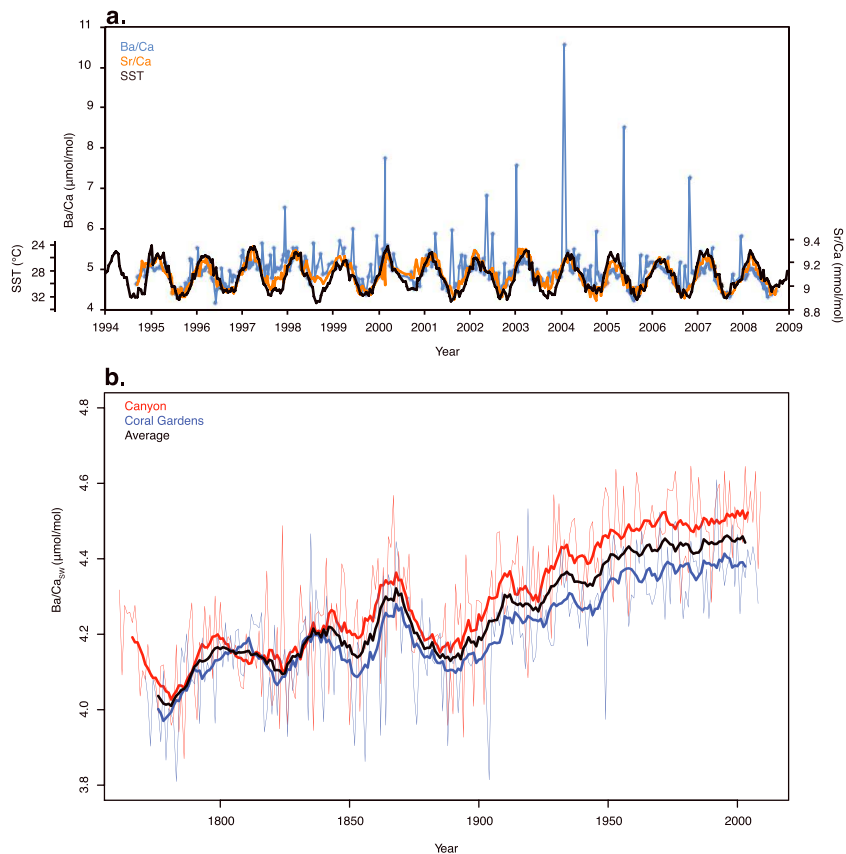 a.
11
10
9
8
7
6
5
4
Ba/Ca (μmol/mol)
Ba/Ca
Sr/Ca
SST
24
28
32
SST (°C)
9.4
9.2
9
8.8
Sr/Ca (mmol/mol)
1994 1995 1996 1997 1998 1999 2000 2001 2002 2003 2004 2005 2006 2007 2008 2009
Year
b.
Canyon
Coral Gardens
Average
4.8
4.6
4.4
4.2
4.0
3.8
Ba/Casw (μmol/mol)
1800 1850 1900 1950 2000
Year